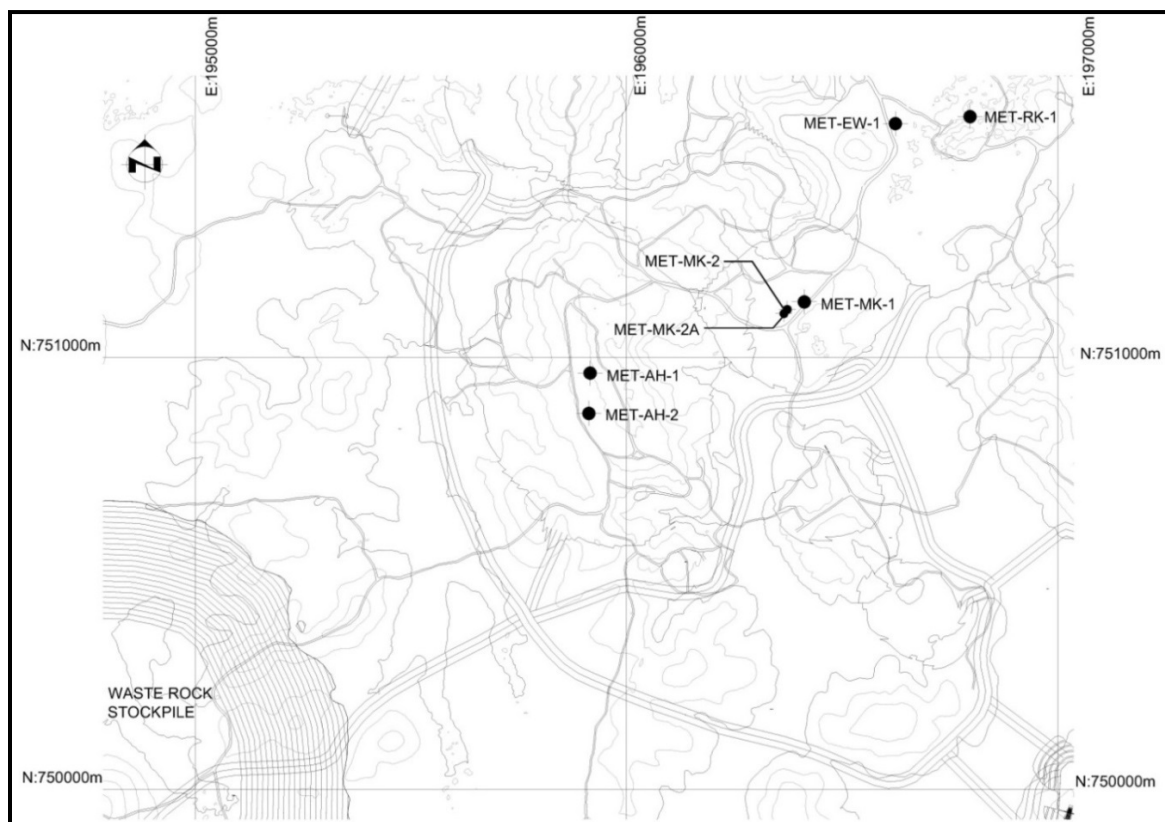 E:195000m
E:196000m
E:197000m
MET-EW-1
MET-RK-1
Z
MET-MK-2
MET-MK-1
MET-MK-2A
N:751000m
N:751000m
MET-AH-1
MET-AH-2
WASTE ROCK
STOCKPILE
N:750000m
N:750000m